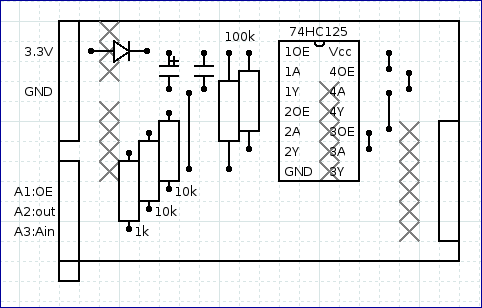 74HC125
100k
3.3V
1OE Vcc
1A 4OE
GND
1Y 4A
2OE 4Y
2A 3OE
2Y 3A
GND 3Y
A1:OE
10k
A2:out
10k
A3:Ain
1k